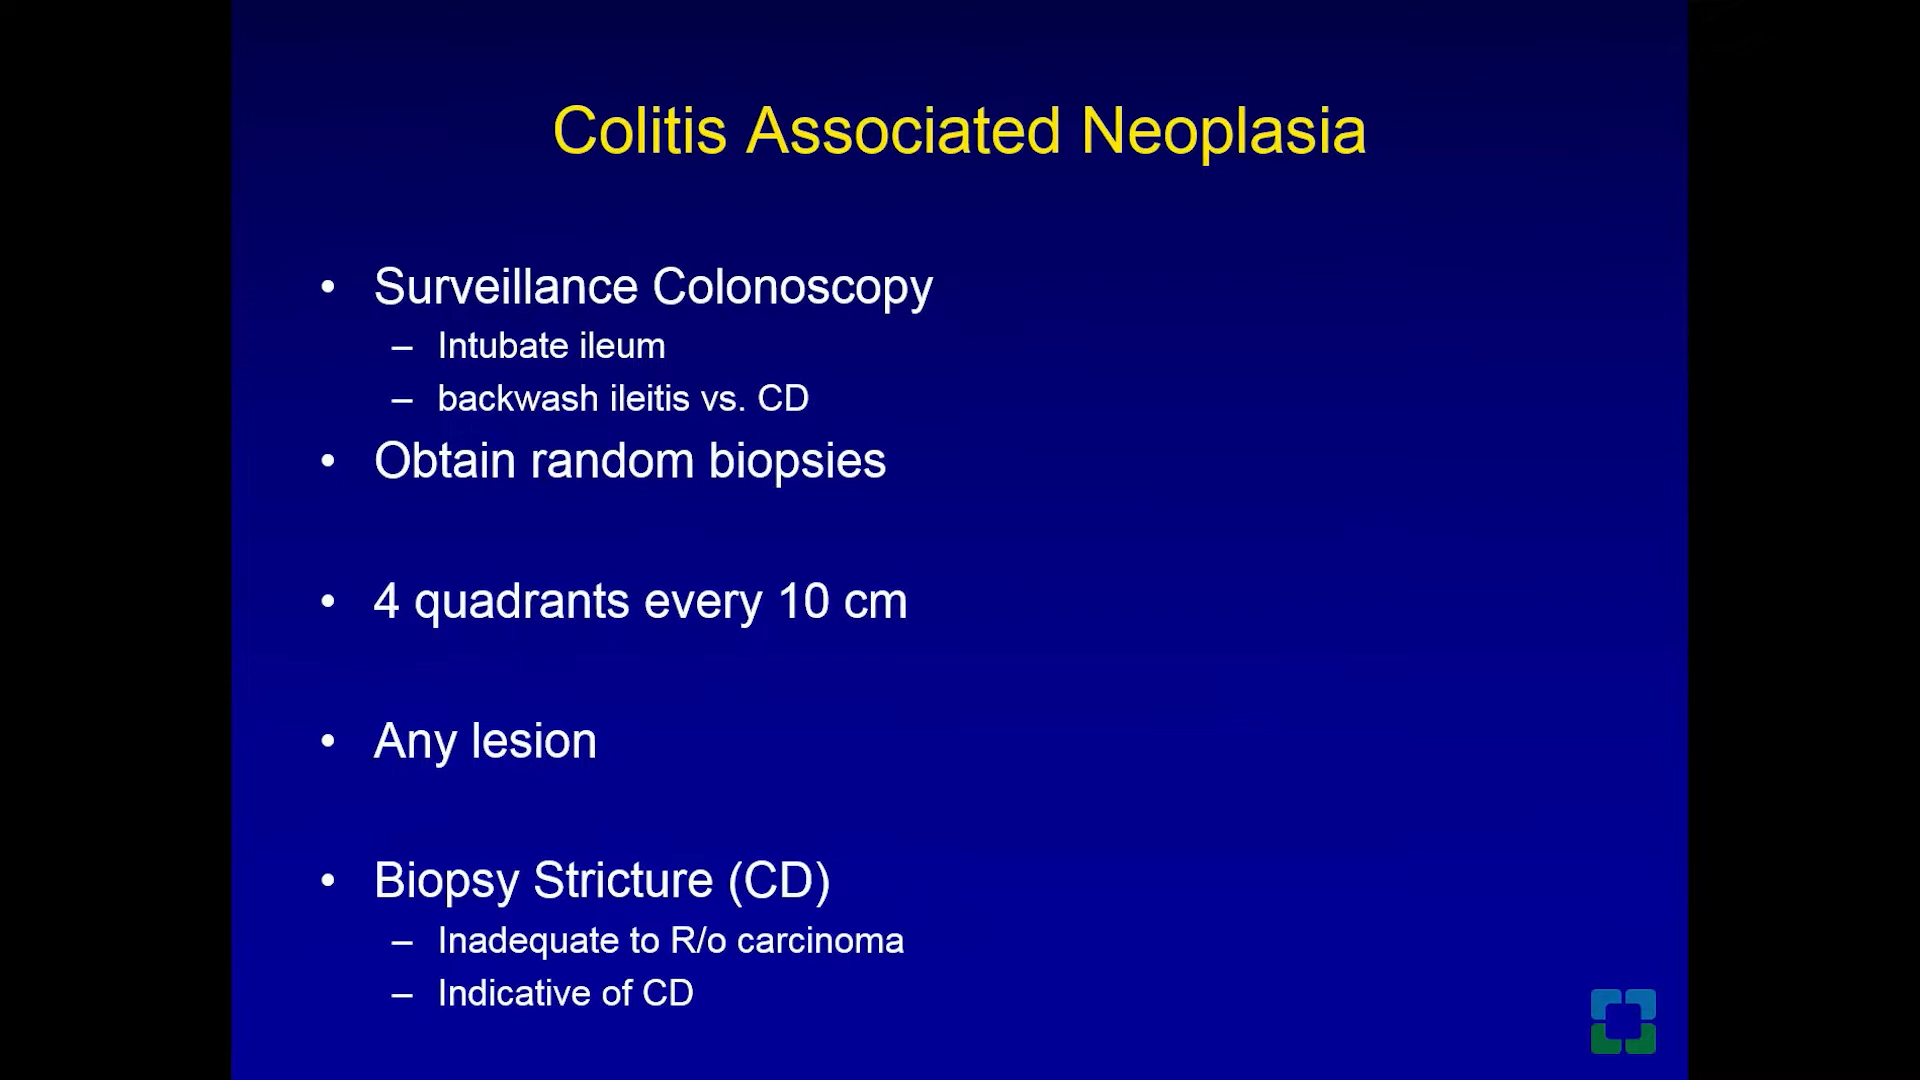 Colitis Associated Neoplasia
• Surveillance Colonoscopy
– Intubate ileum
– backwash ileitis vs. CD
• Obtain random biopsies
• 4 quadrants every 10 cm
• Any lesion
• Biopsy Stricture (CD)
– Inadequate to R/o carcinoma
– Indicative of CD